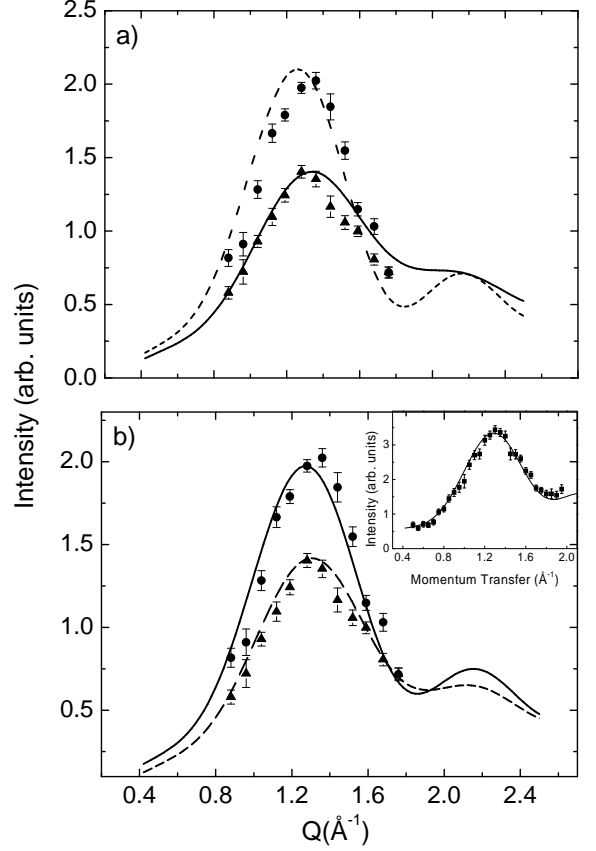 a)
2.5
2.0
1.5
1.0
0.5
0.0
Intensity (arb. units)
b)
2.0
1.5
1.0
0.5
0.4 0.8 1.2 1.6 2.0 2.4
Q(Å⁻¹)
Intensity (arb. units)
3
2
1
0
0.4 0.8 1.2 1.6 2.0
Momentum Transfer (Å⁻¹)